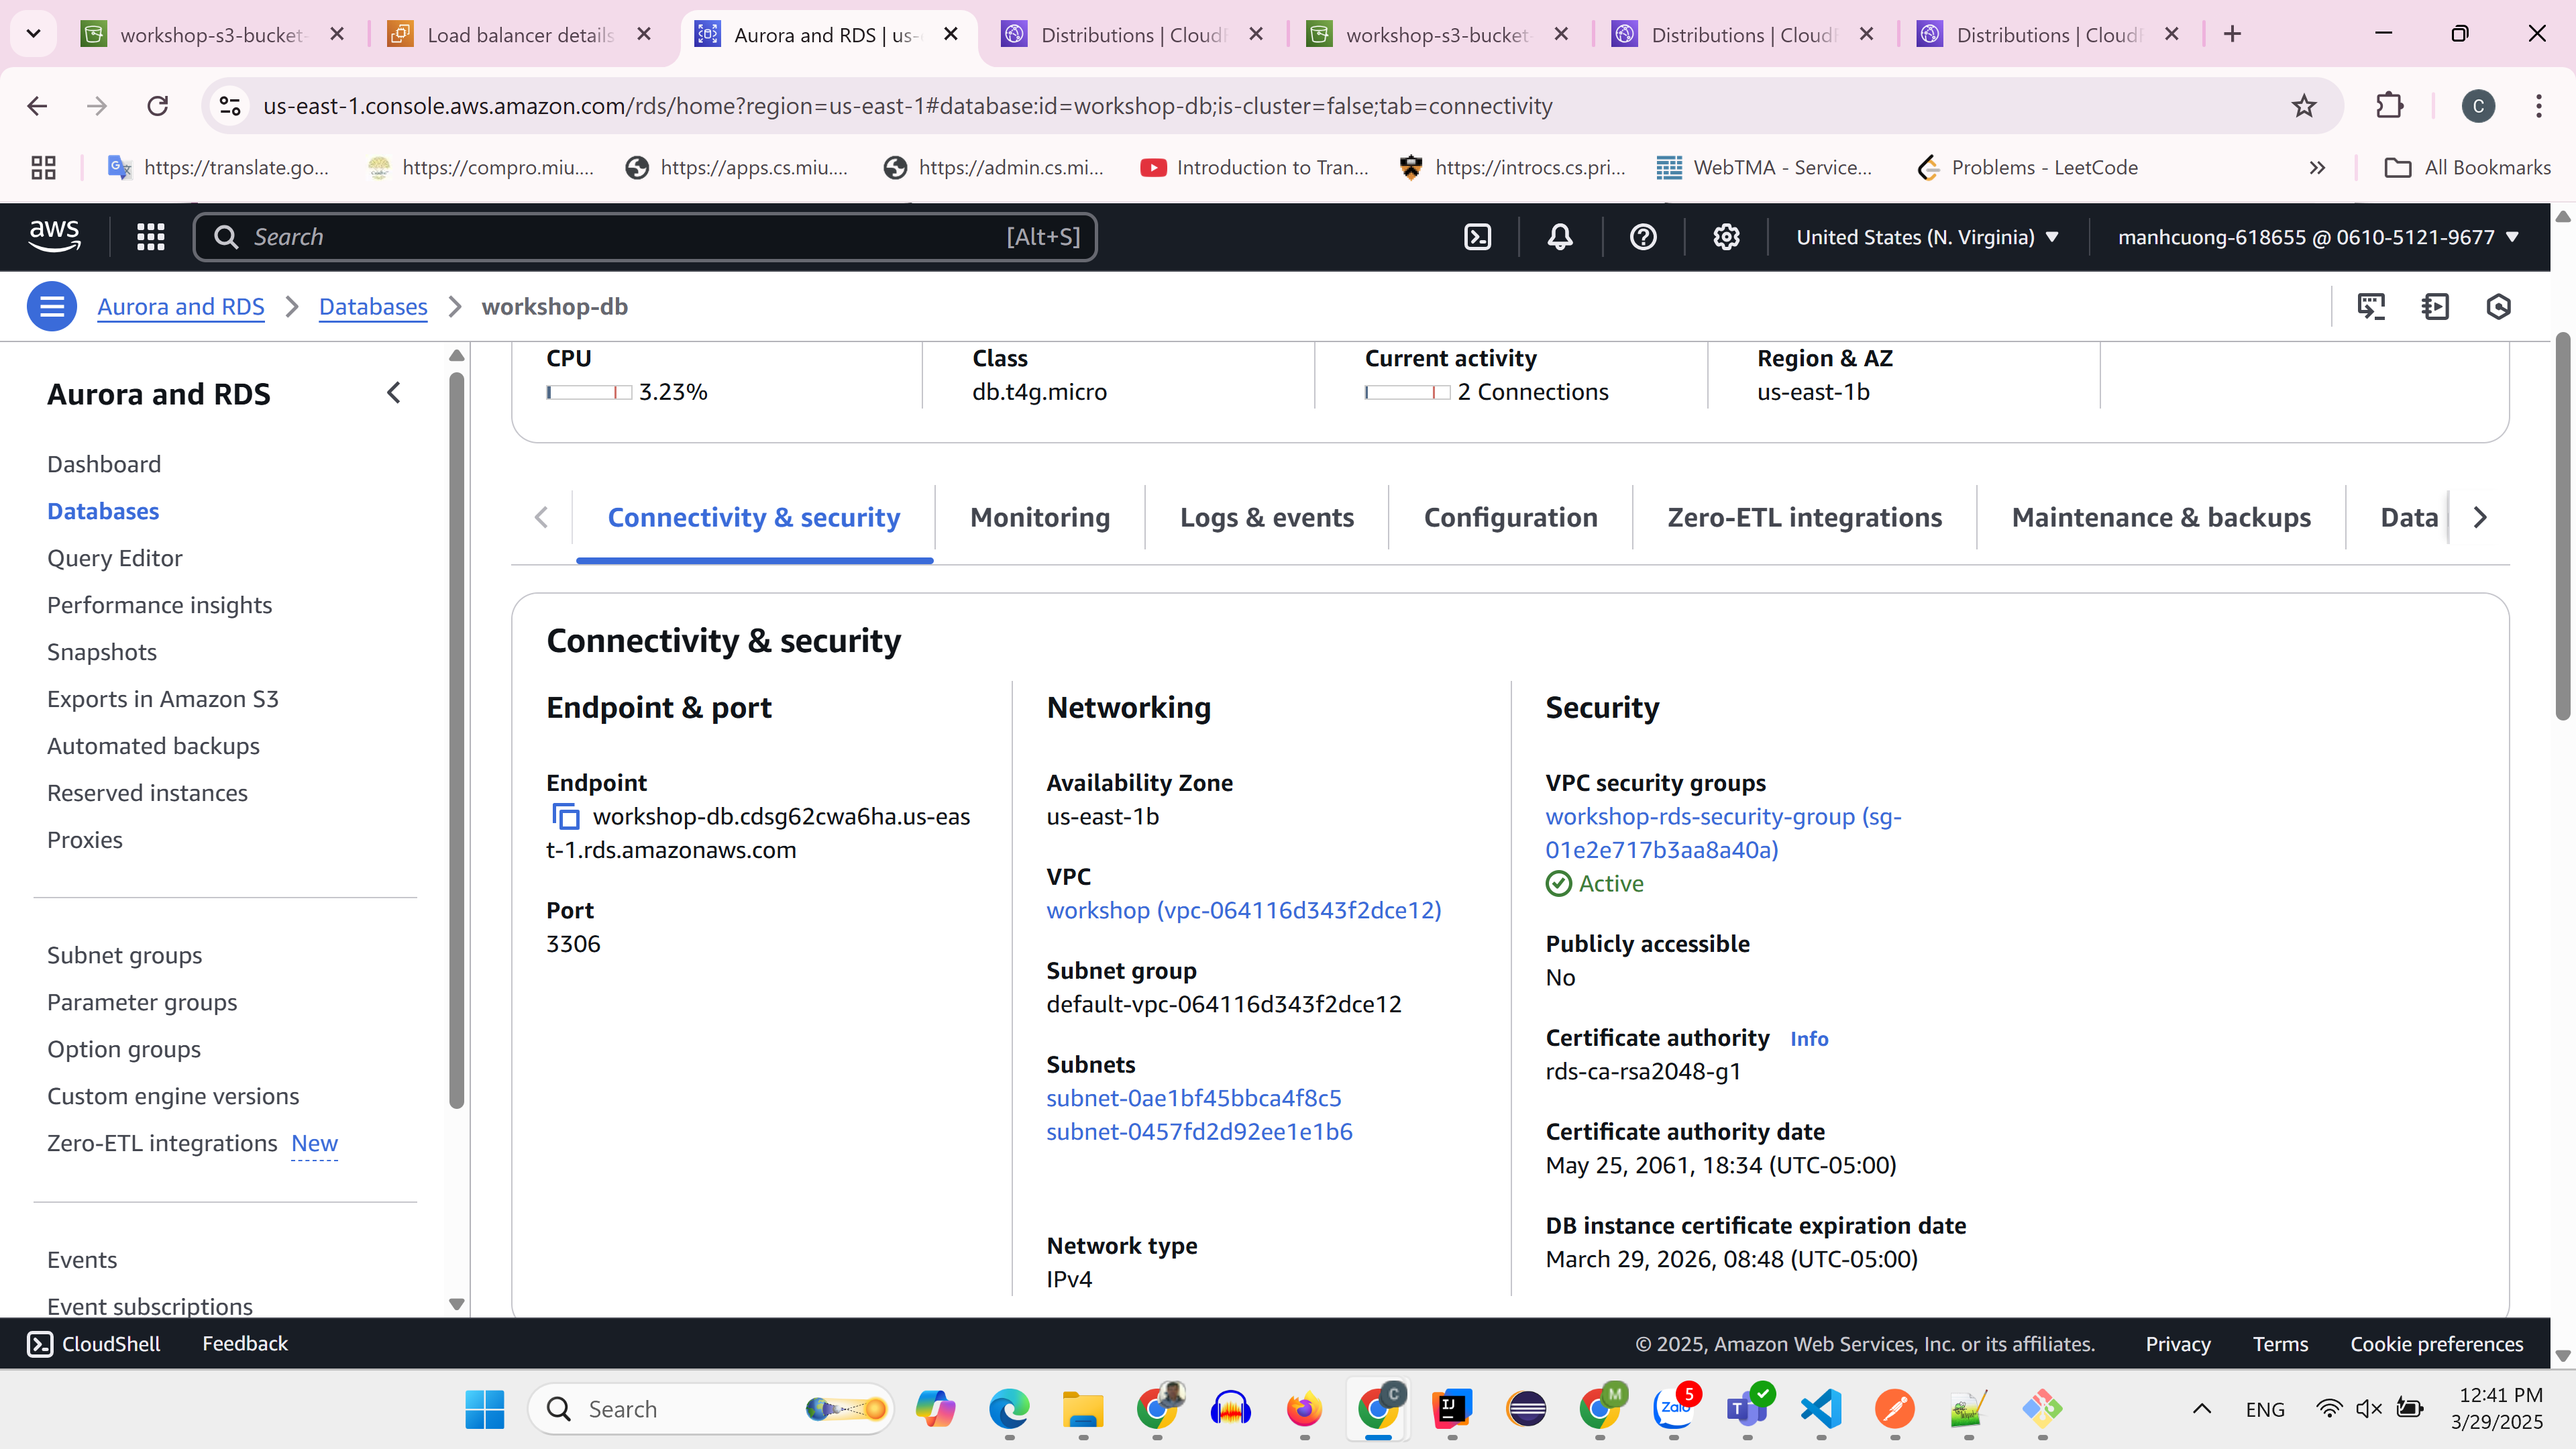 workshop-s3-bucket-
Load balancer details
Aurora and RDS | us-
Distributions | CloudF
workshop-s3-bucket-
Distributions | CloudF
Distributions | CloudF
us-east-1.console.aws.amazon.com/rds/home?region=us-east-1#database:id=workshop-db;is-cluster=false;tab=connectivity
C
https://translate.go...
https://compro.miu....
https://apps.cs.miu....
https://admin.cs.mi...
Introduction to Tran...
https://introcs.cs.pri...
WebTMA - Service...
Problems - LeetCode
All Bookmarks
aws
Search
[Alt+S]
United States (N. Virginia)
manhcuong-618655 @ 0610-5121-9677
Aurora and RDS
Databases
workshop-db
Aurora and RDS
Dashboard
Databases
Query Editor
Performance insights
Snapshots
Exports in Amazon S3
Automated backups
Reserved instances
Proxies
Subnet groups
Parameter groups
Option groups
Custom engine versions
Zero-ETL integrations New
Events
Event subscriptions
CPU
3.23%
Class
db.t4g.micro
Current activity
2 Connections
Region & AZ
us-east-1b
Connectivity & security
Monitoring
Logs & events
Configuration
Zero-ETL integrations
Maintenance & backups
Data
Connectivity & security
Endpoint & port
Endpoint
workshop-db.cdsg62cwa6ha.us-eas
t-1.rds.amazonaws.com
Port
3306
Networking
Availability Zone
us-east-1b
VPC
workshop (vpc-064116d343f2dce12)
Subnet group
default-vpc-064116d343f2dce12
Subnets
subnet-0ae1bf45bbca4f8c5
subnet-0457fd2d92ee1e1b6
Network type
IPv4
Security
VPC security groups
workshop-rds-security-group (sg-
01e2e717b3aa8a40a)
Active
Publicly accessible
No
Certificate authority Info
rds-ca-rsa2048-g1
Certificate authority date
May 25, 2061, 18:34 (UTC-05:00)
DB instance certificate expiration date
March 29, 2026, 08:48 (UTC-05:00)
CloudShell
Feedback
© 2025, Amazon Web Services, Inc. or its affiliates.
Privacy
Terms
Cookie preferences
Search
C
IJ
M
Zalo
5
T
ENG
12:41 PM
3/29/2025